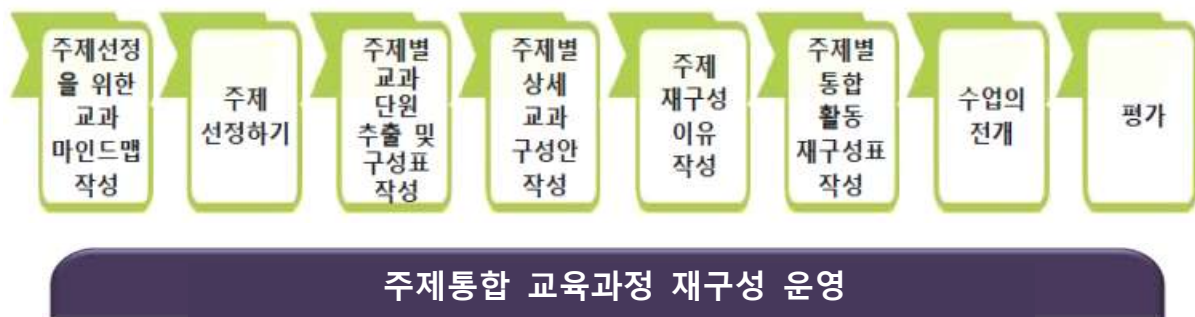 주제선정
을 위한
교과
마인드맵
작성
주제
선정하기
주제별
교과
단원
추출 및
구성표
작성
주제별
상세
교과
구성안
작성
주제
재구성
이유
작성
주제별
통합
활동
재구성표
작성
수업의
전개
평가
주제통합 교육과정 재구성 운영